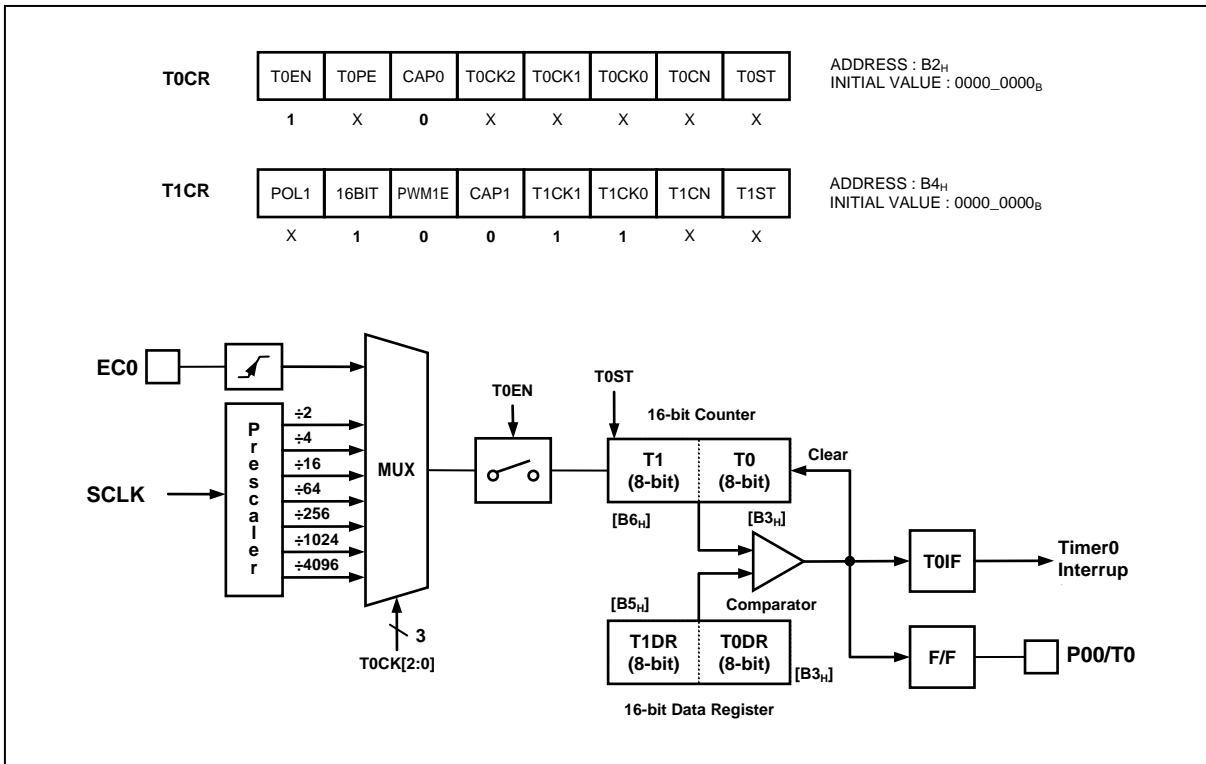 T0CR T0EN T0PE CAP0 T0CK2 T0CK1 T0CK0 T0CN T0ST
ADDRESS : B2H
INITIAL VALUE : 0000_0000B
1 X 0 X X X X X
T1CR POL1 16BIT PWM1E CAP1 T1CK1 T1CK0 T1CN T1ST
ADDRESS : B4H
INITIAL VALUE : 0000_0000B
X 1 0 0 1 1 X X
EC0
SCLK
Prescaler
÷2
÷4
÷16
÷64
÷256
÷1024
÷4096
MUX
3
T0CK[2:0]
T0EN
T0ST
16-bit Counter
T1
(8-bit)
T0
(8-bit)
Clear
[B6H]
[B3H]
Comparator
[B5H]
T1DR
(8-bit)
T0DR
(8-bit)
[B3H]
16-bit Data Register
T0IF
Timer0
Interrup
F/F
P00/T0